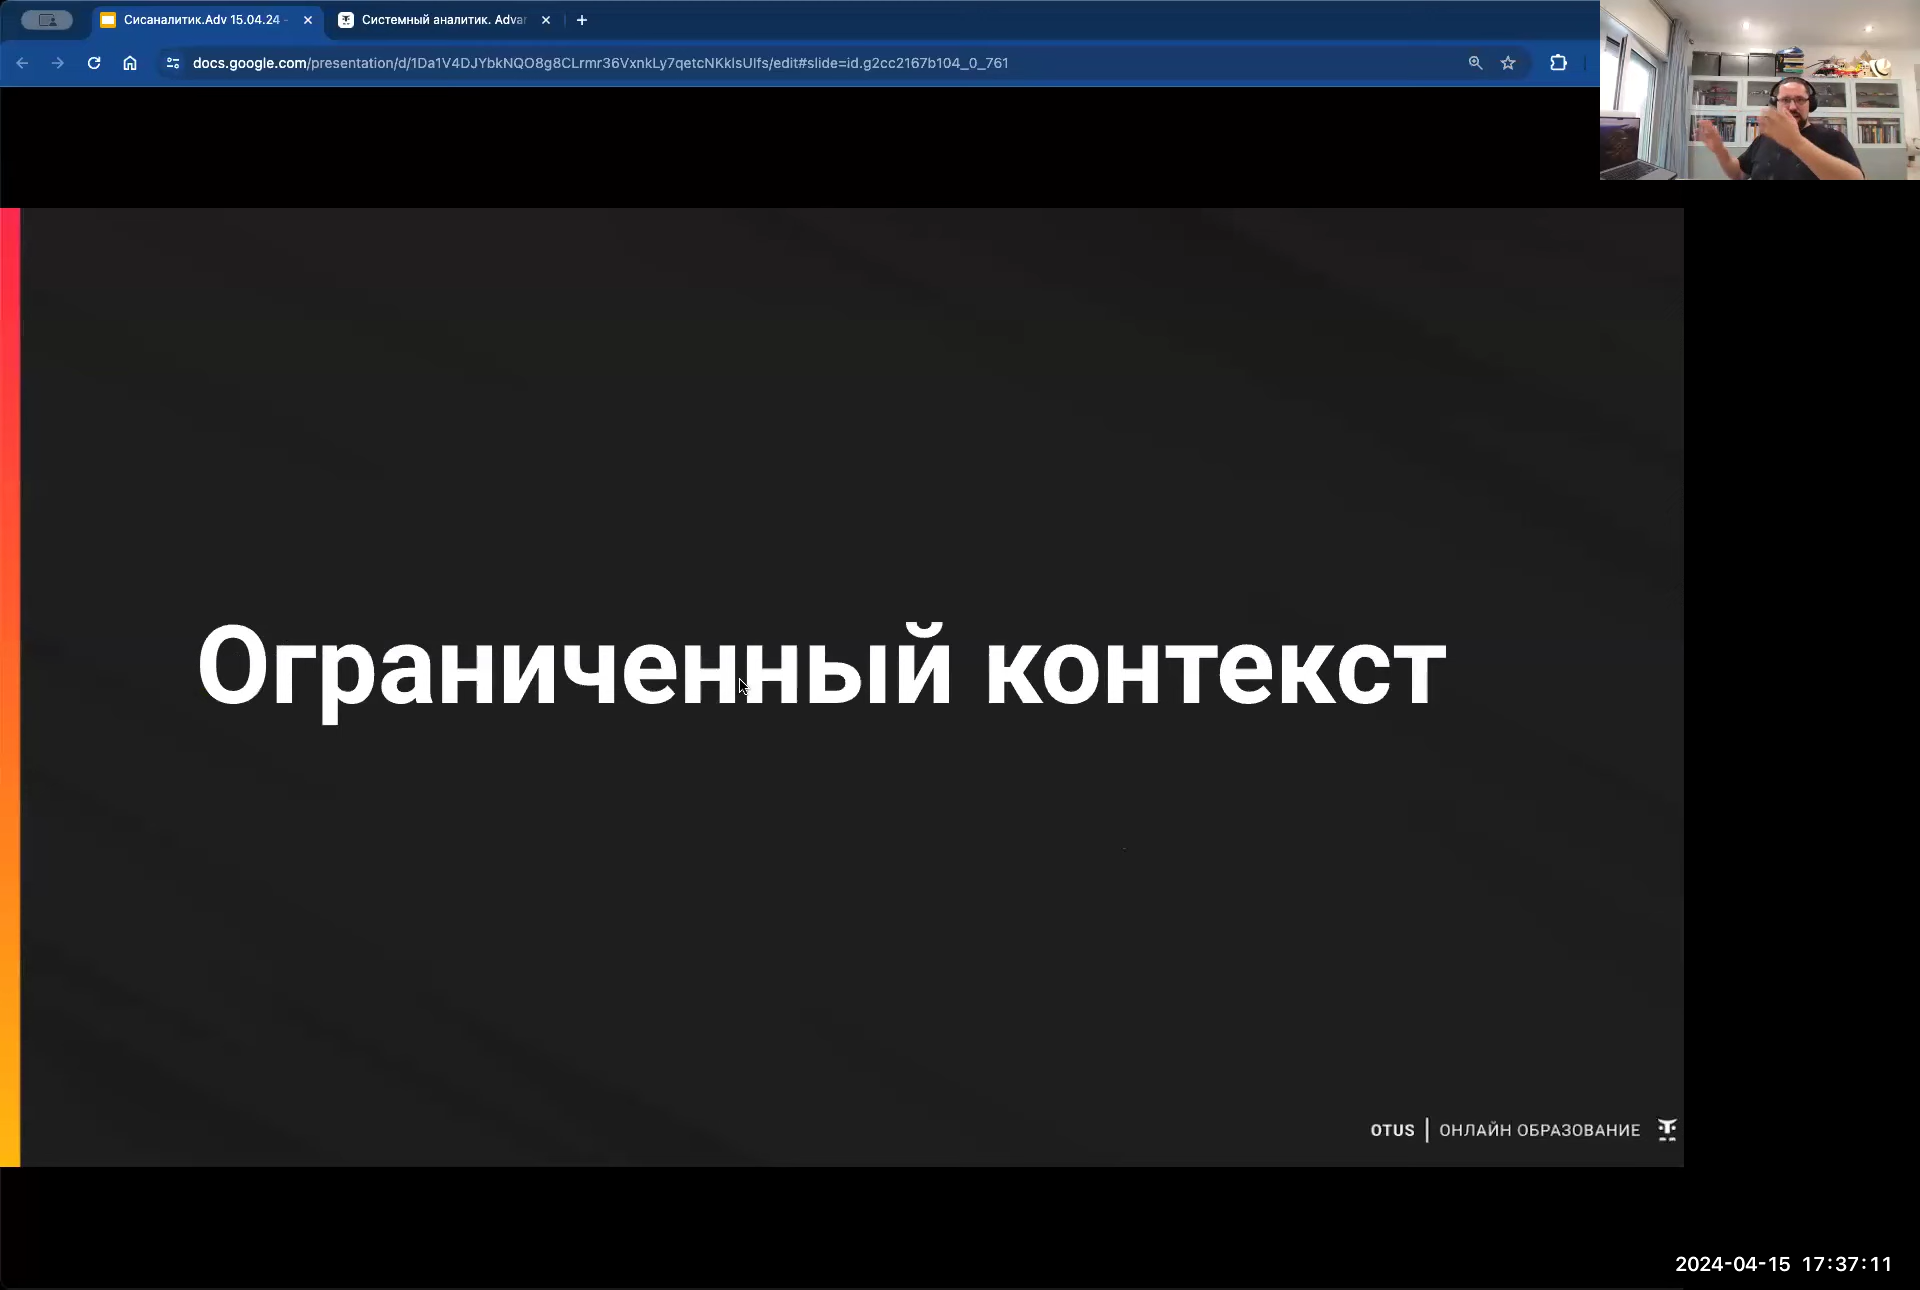 Сисаналитик.Adv 15.04.24 -
Системный аналитик. Advan
docs.google.com/presentation/d/1Da1V4DJYbkNQO8g8CLrmr36VxnkLy7qetcNKklsUlfs/edit#slide=id.g2cc2167b104_0_761
Ограниченный контекст
OTUS | ОНЛАЙН ОБРАЗОВАНИЕ
2024-04-15 17:37:11